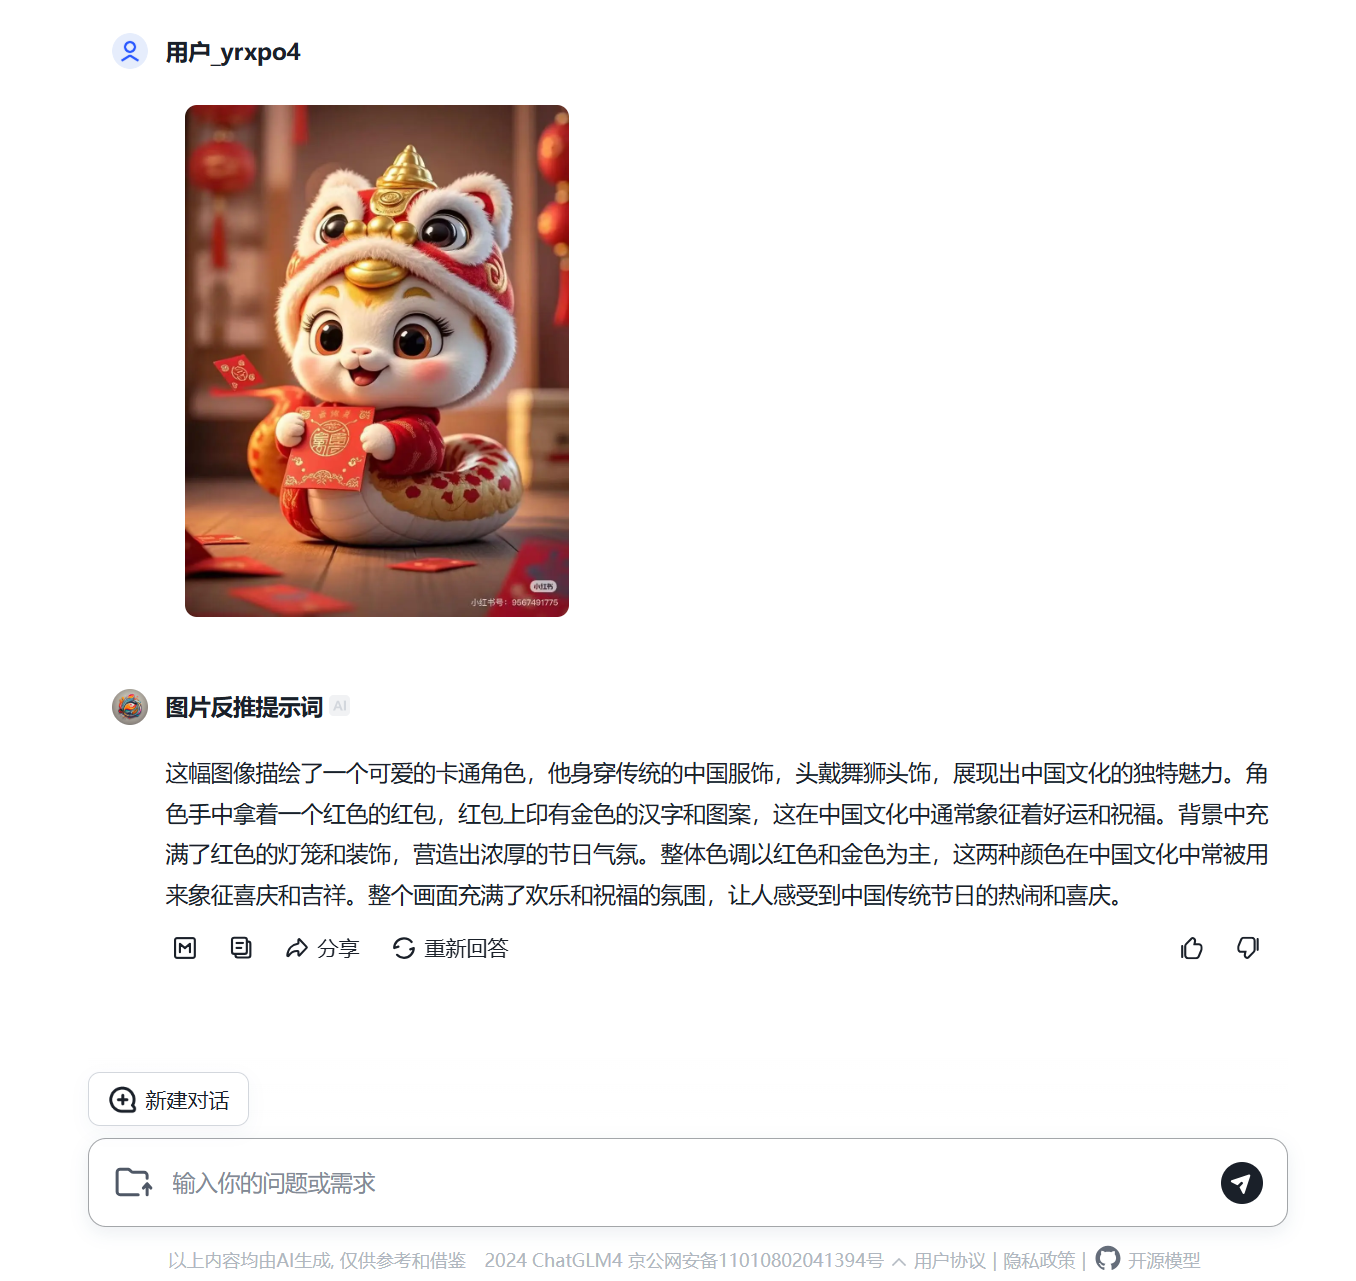 用户_yrxpo4
小红书
小红书号：9567491775
图片反推提示词 AI
这幅图像描绘了一个可爱的卡通角色，他身穿传统的中国服饰，头戴舞狮头饰，展现出中国文化的独特魅力。角
色手中拿着一个红色的红包，红包上印有金色的汉字和图案，这在中国文化中通常象征着好运和祝福。背景中充
满了红色的灯笼和装饰，营造出浓厚的节日气氛。整体色调以红色和金色为主，这两种颜色在中国文化中常被用
来象征喜庆和吉祥。整个画面充满了欢乐和祝福的氛围，让人感受到中国传统节日的热闹和喜庆。
分享 重新回答
新建对话
输入你的问题或需求
以上内容均由AI生成, 仅供参考和借鉴 2024 ChatGLM4 京公网安备11010802041394号 用户协议 | 隐私政策 | 开源模型